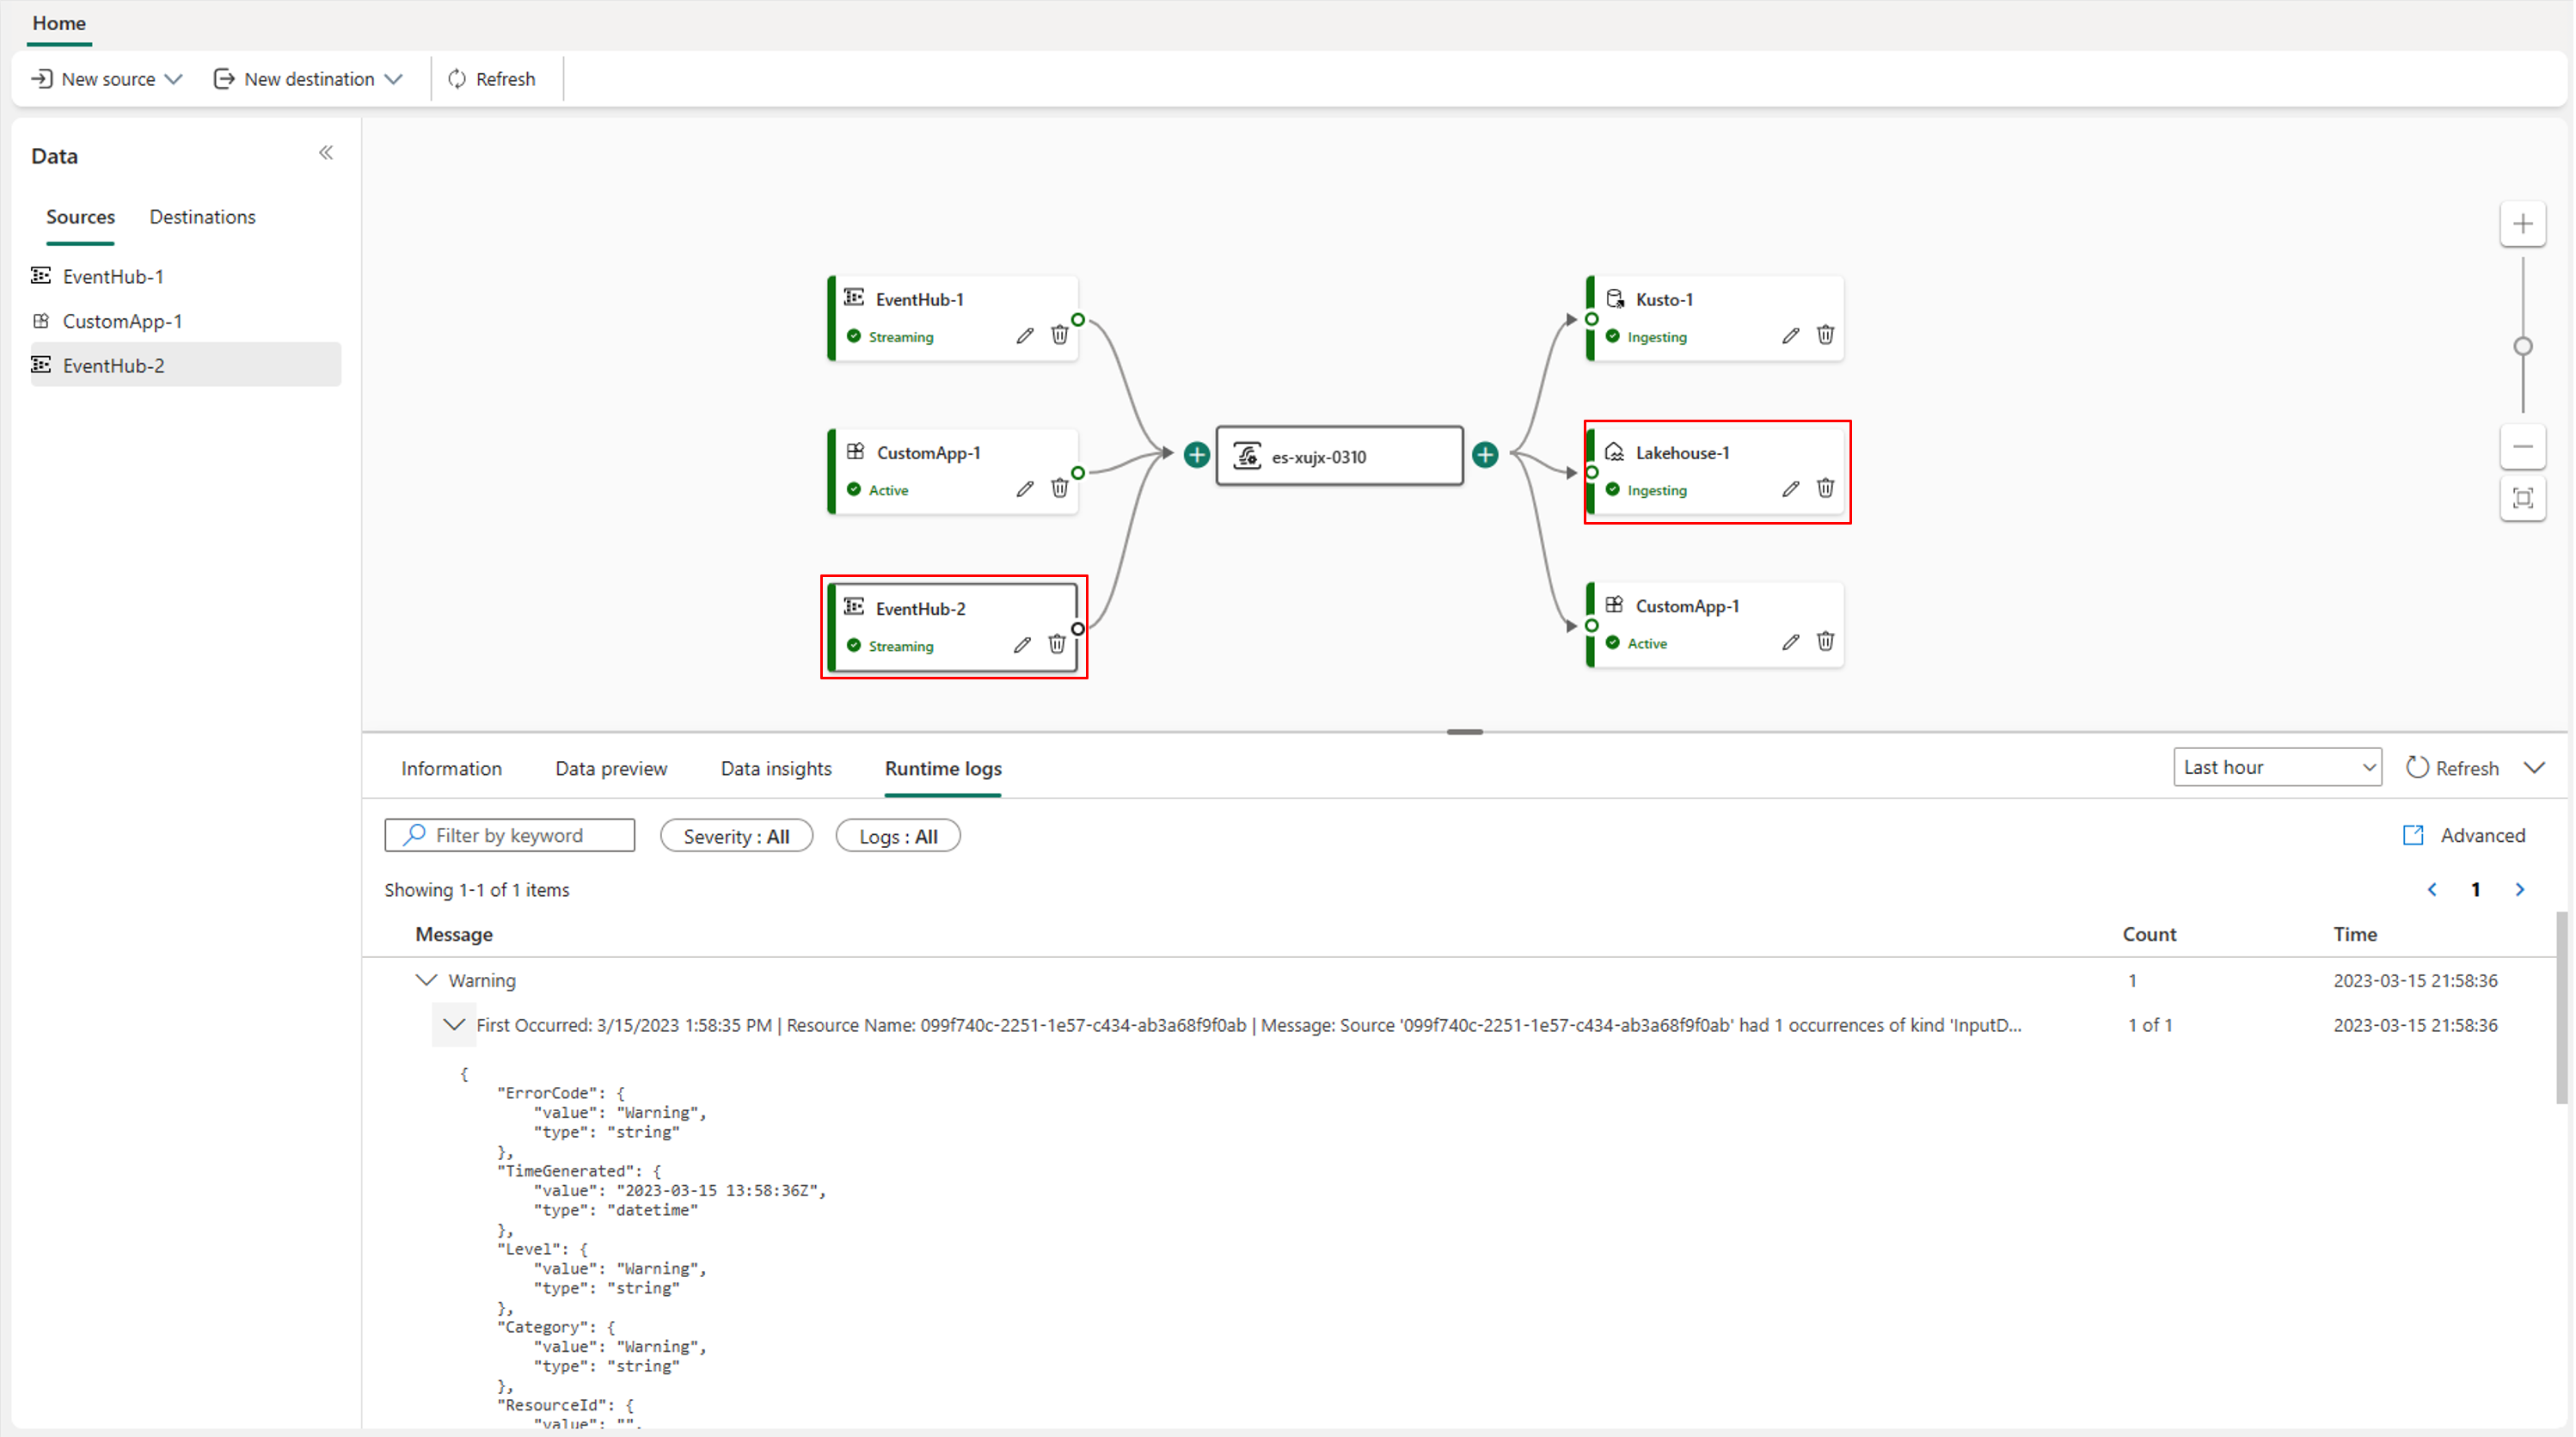 Home
New source
New destination
Refresh
Data
Sources
Destinations
EventHub-1
CustomApp-1
EventHub-2
EventHub-1
Streaming
CustomApp-1
Active
EventHub-2
Streaming
es-xujx-0310
Kusto-1
Ingesting
Lakehouse-1
Ingesting
CustomApp-1
Active
Information
Data preview
Data insights
Runtime logs
Last hour
Refresh
Filter by keyword
Severity : All
Logs : All
Advanced
Showing 1-1 of 1 items
1
Message
Count
Time
Warning
1
2023-03-15 21:58:36
First Occurred: 3/15/2023 1:58:35 PM | Resource Name: 099f740c-2251-1e57-c434-ab3a68f9f0ab | Message: Source '099f740c-2251-1e57-c434-ab3a68f9f0ab' had 1 occurrences of kind 'InputD...
1 of 1
2023-03-15 21:58:36
{
"ErrorCode": {
"value": "Warning",
"type": "string"
},
"TimeGenerated": {
"value": "2023-03-15 13:58:36Z",
"type": "datetime"
},
"Level": {
"value": "Warning",
"type": "string"
},
"Category": {
"value": "Warning",
"type": "string"
},
"ResourceId": {
"value": "",